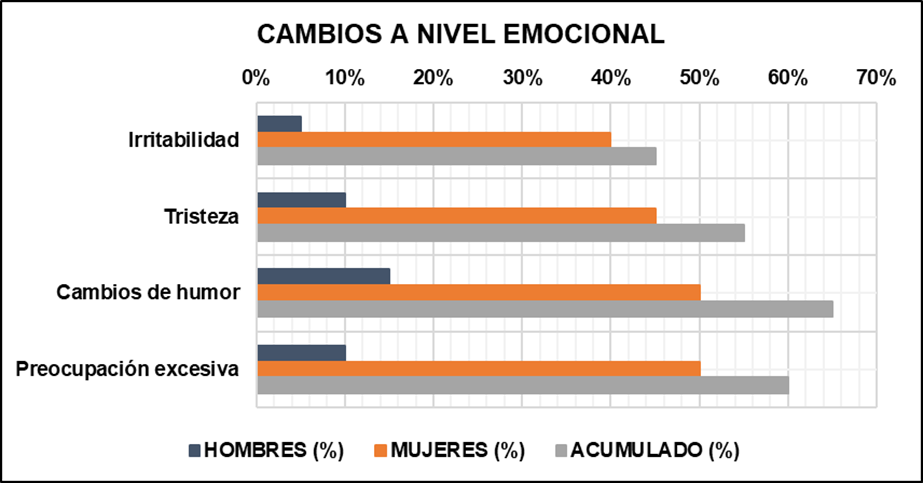 CAMBIOS A NIVEL EMOCIONAL
0% 10% 20% 30% 40% 50% 60% 70%
Irritabilidad
Tristeza
Cambios de humor
Preocupación excesiva
HOMBRES (%) MUJERES (%) ACUMULADO (%)